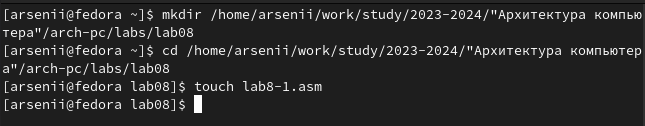 [arsenii@fedora ~]$ mkdir /home/arsenii/work/study/2023-2024/"Архитектура компью
тера"/arch-pc/labs/lab08
[arsenii@fedora ~]$ cd /home/arsenii/work/study/2023-2024/"Архитектура компьютер
а"/arch-pc/labs/lab08
[arsenii@fedora lab08]$ touch lab8-1.asm
[arsenii@fedora lab08]$